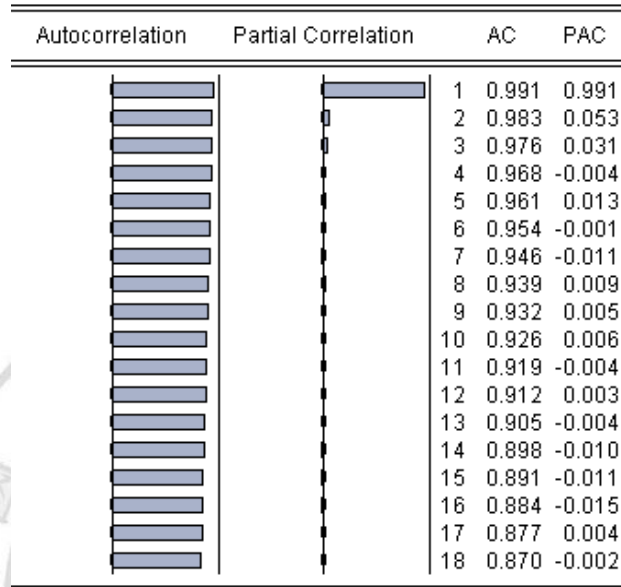 Autocorrelation Partial Correlation AC PAC
1 0.991 0.991
2 0.983 0.053
3 0.976 0.031
4 0.968 -0.004
5 0.961 0.013
6 0.954 -0.001
7 0.946 -0.011
8 0.939 0.009
9 0.932 0.005
10 0.926 0.006
11 0.919 -0.004
12 0.912 0.003
13 0.905 -0.004
14 0.898 -0.010
15 0.891 -0.011
16 0.884 -0.015
17 0.877 0.004
18 0.870 -0.002